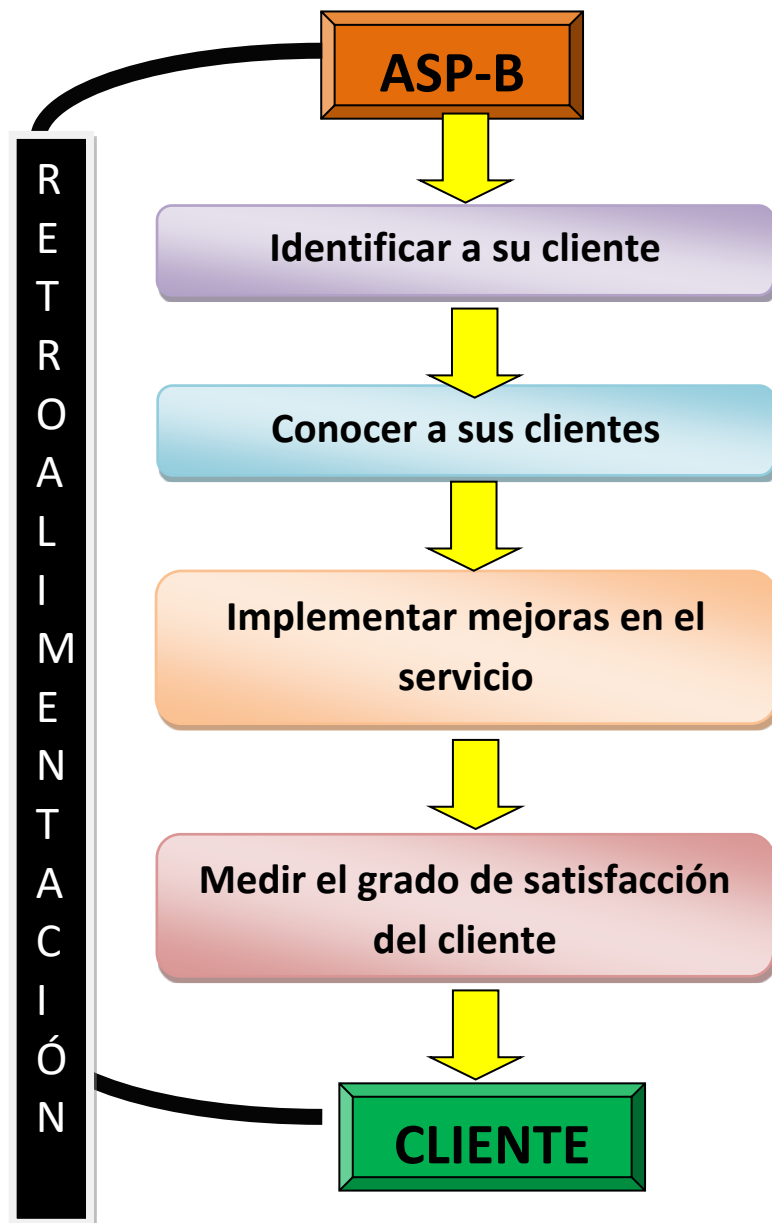 ASP-B
RETROALIMENTACIÓN
Identificar a su cliente
Conocer a sus clientes
Implementar mejoras en el
servicio
Medir el grado de satisfacción
del cliente
CLIENTE